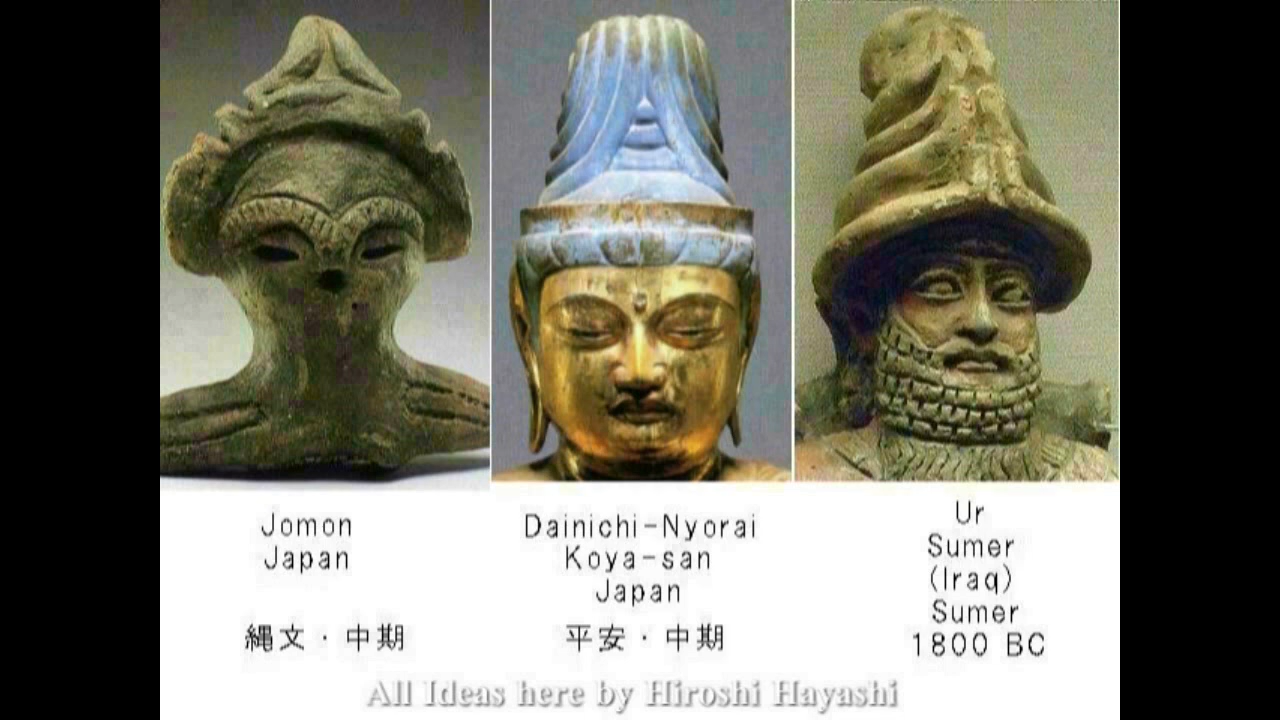 Jomon
Japan
縄文・中期
Dainichi-Nyorai
Koya-san
Japan
平安・中期
Ur
Sumer
(Iraq)
Sumer
1800 BC
All Ideas here by Hiroshi Hayashi